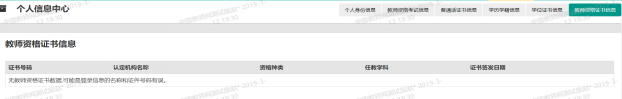 个人信息中心
个人身份信息 教师资格考试信息 普通话证书信息 学历学籍信息 学位证书信息 教师资格证书信息
教师资格证书信息
证书号码 认定机构名称 资格种类 任教学科 证书签发日期
无教师资格证书数据,可能是登录信息的名称和证件号码有误。